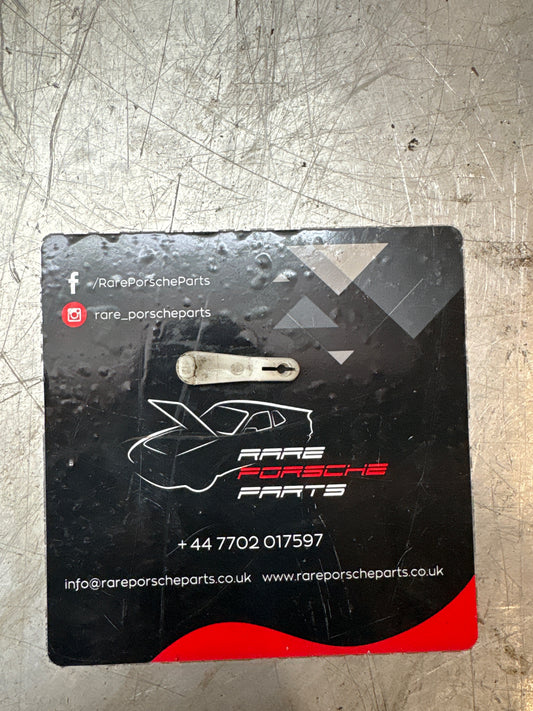 /RarePorscheParts
rare_porscheparts
RARE
PORSCHE
PARTS
+44 7702 017597
info@rareporscheparts.co.uk www.rareporscheparts.co.uk